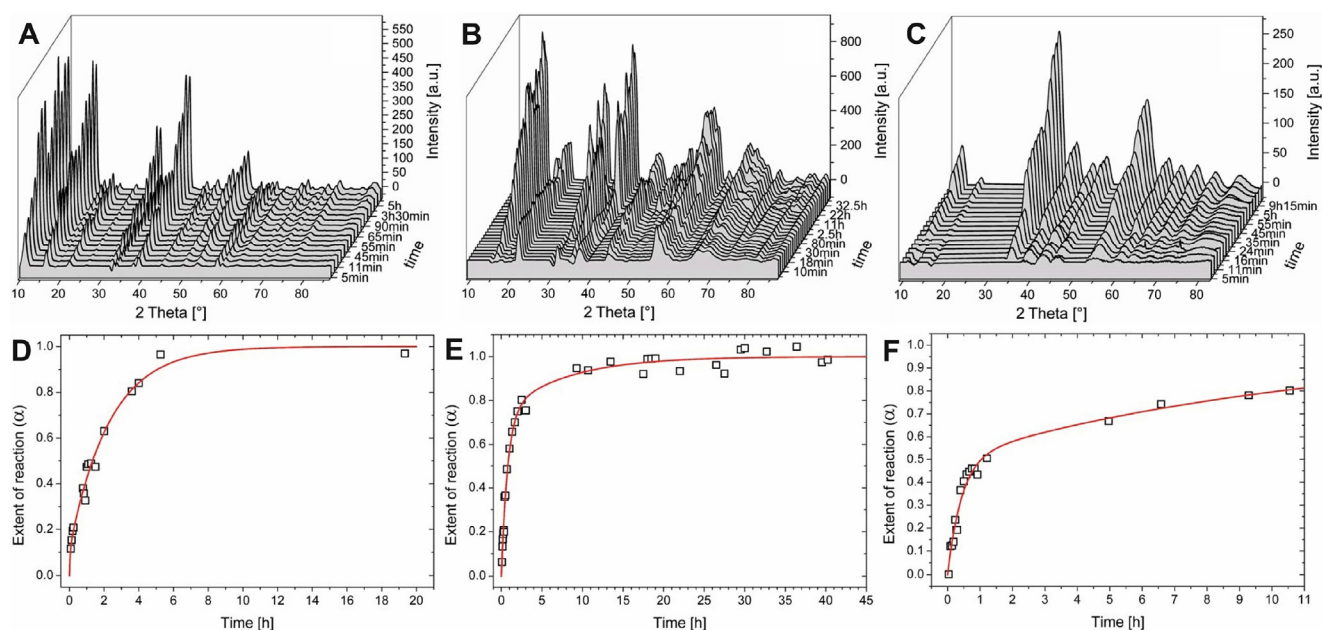 A
550
500
450
400
350
300
250
200
150
100
50
0
Intensity [a.u.]
5h
3h30min
90min
65min
55min
45min
11min
5min
time
10 20 30 40 50 60 70 80
2 Theta [°]
B
800
600
400
200
0
Intensity [a.u.]
32.5h
22h
11h
2.5h
80min
30min
18min
10min
time
10 20 30 40 50 60 70 80
2 Theta [°]
C
250
200
150
100
50
0
Intensity [a.u.]
9h15min
5h
55min
45min
35min
24min
16min
11min
5min
time
10 20 30 40 50 60 70 80
2 Theta [°]
D
Extent of reaction (α)
1.0
0.8
0.6
0.4
0.2
0.0
0 2 4 6 8 10 12 14 16 18 20
Time [h]
E
Extent of reaction (α)
1.0
0.8
0.6
0.4
0.2
0.0
0 5 10 15 20 25 30 35 40 45
Time [h]
F
Extent of reaction (α)
1.0
0.9
0.8
0.7
0.6
0.5
0.4
0.3
0.2
0.1
0.0
0 1 2 3 4 5 6 7 8 9 10 11
Time [h]